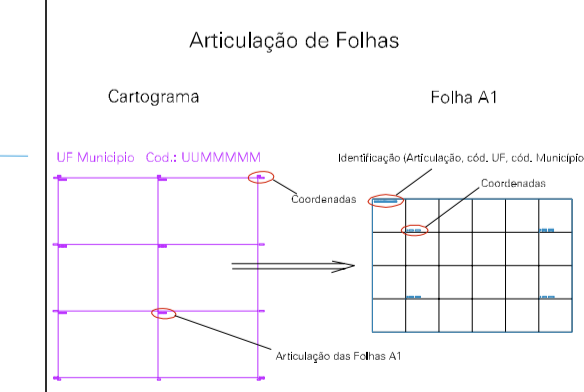 Articulação de Folhas
Cartograma
Folha A1
UF Municipio Cod.: UUMMMMM
Identificação (Articulação, cód. UF, cód. Município
Coordenadas
Coordenadas
Articulação das Folhas A1